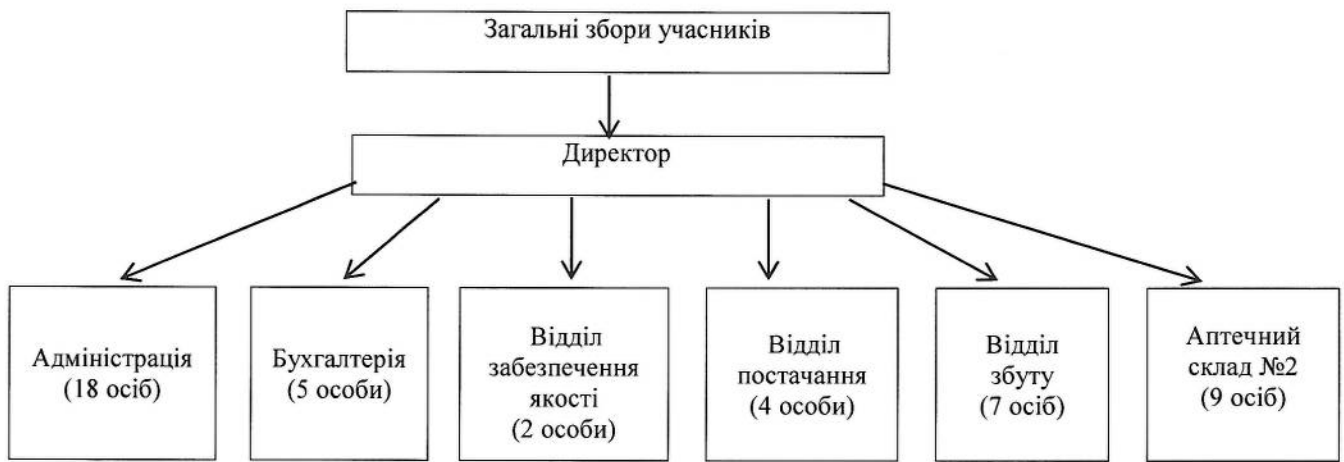 Загальні збори учасників
Директор
Адміністрація
(18 осіб)
Бухгалтерія
(5 особи)
Відділ
забезпечення
якості
(2 особи)
Відділ
постачання
(4 особи)
Відділ
збуту
(7 осіб)
Аптечний
склад №2
(9 осіб)